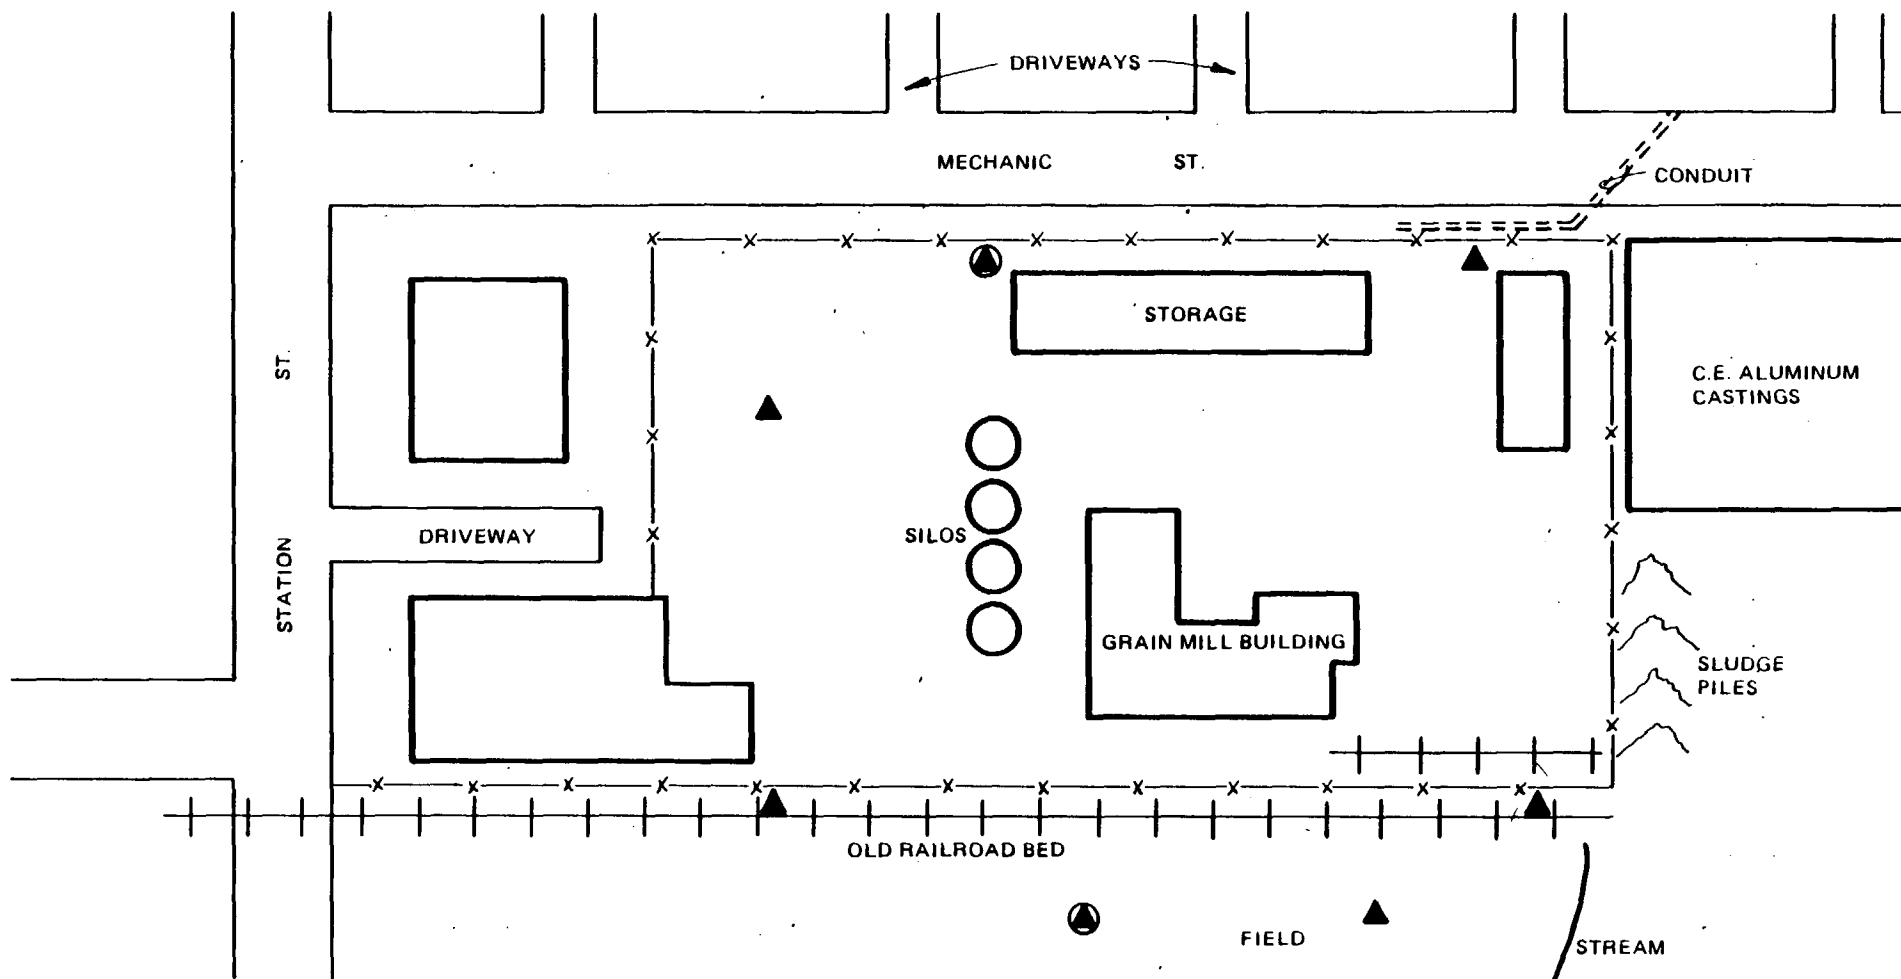 DRIVEWAYS
MECHANIC ST.
CONDUIT
STORAGE
ST.
C.E. ALUMINUM
CASTINGS
DRIVEWAY
SILOS
STATION
GRAIN MILL BUILDING
SLUDGE
PILES
OLD RAILROAD BED
FIELD
STREAM